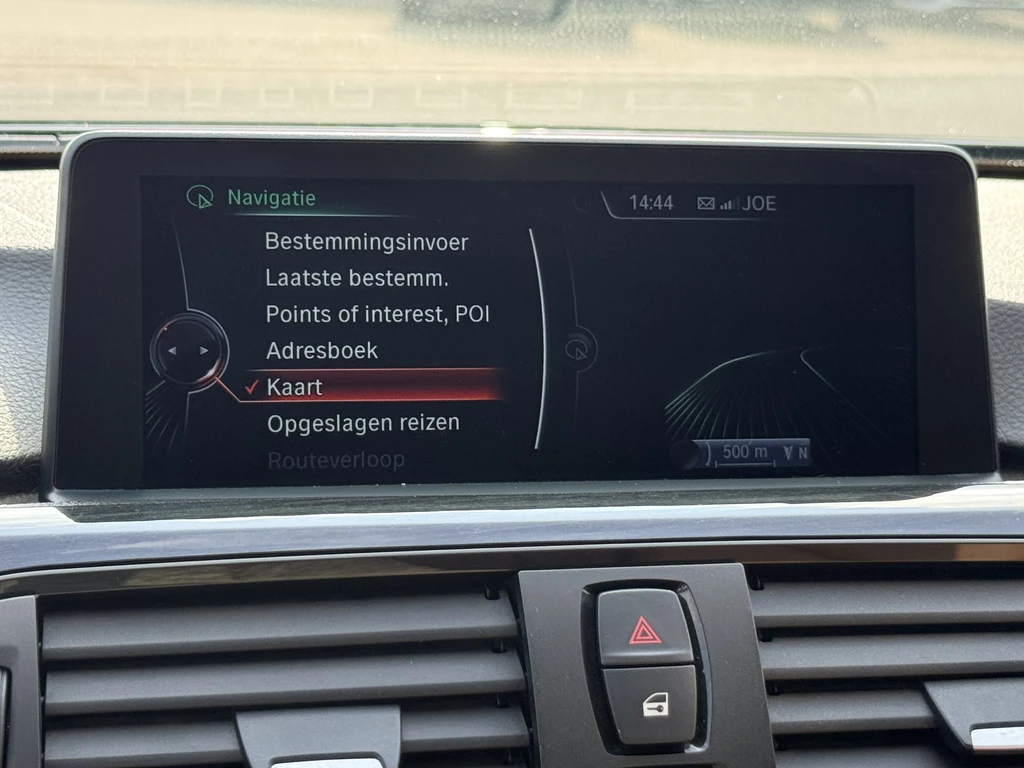 Navigatie
14:44 JOE
Bestemmingsinvoer
Laatste bestemm.
Points of interest, POI
Adresboek
Kaart
Opgeslagen reizen
Routeverloop
500 m N